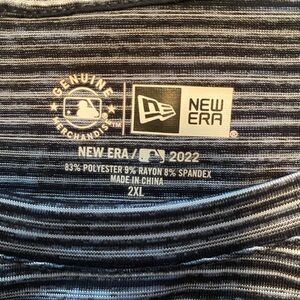 GENUINE
MERCHANDISE
NEW
ERA
NEW ERA / 2022
83% POLYESTER 9% RAYON 8% SPANDEX
MADE IN CHINA
2XL